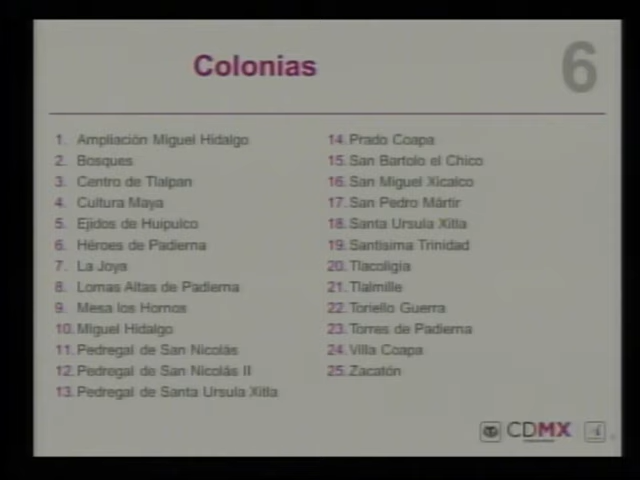 Colonias
6
1. Ampliación Miguel Hidalgo
2. Bosques
3. Centro de Tlalpan
4. Cultura Maya
5. Ejidos de Huipulco
6. Héroes de Padierna
7. La Joya
8. Lomas Altas de Padierna
9. Mesa los Hornos
10. Miguel Hidalgo
11. Pedregal de San Nicolás
12. Pedregal de San Nicolás II
13. Pedregal de Santa Ursula Xitla
14. Prado Coapa
15. San Bartolo el Chico
16. San Miguel Xicalco
17. San Pedro Mártir
18. Santa Ursula Xitla
19. Santísima Trinidad
20. Tlacoligia
21. Tlalmille
22. Toriello Guerra
23. Torres de Padierna
24. Villa Coapa
25. Zacatón
CDMX